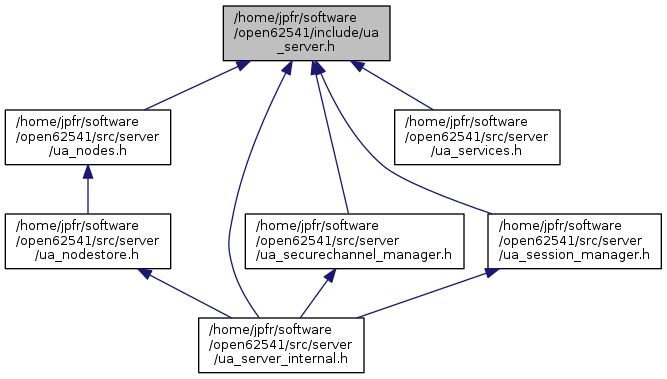 /home/jpfr/software
/open62541/include/ua
_server.h
/home/jpfr/software
/open62541/src/server
/ua_nodes.h
/home/jpfr/software
/open62541/src/server
/ua_services.h
/home/jpfr/software
/open62541/src/server
/ua_nodestore.h
/home/jpfr/software
/open62541/src/server
/ua_securechannel_manager.h
/home/jpfr/software
/open62541/src/server
/ua_session_manager.h
/home/jpfr/software
/open62541/src/server
/ua_server_internal.h